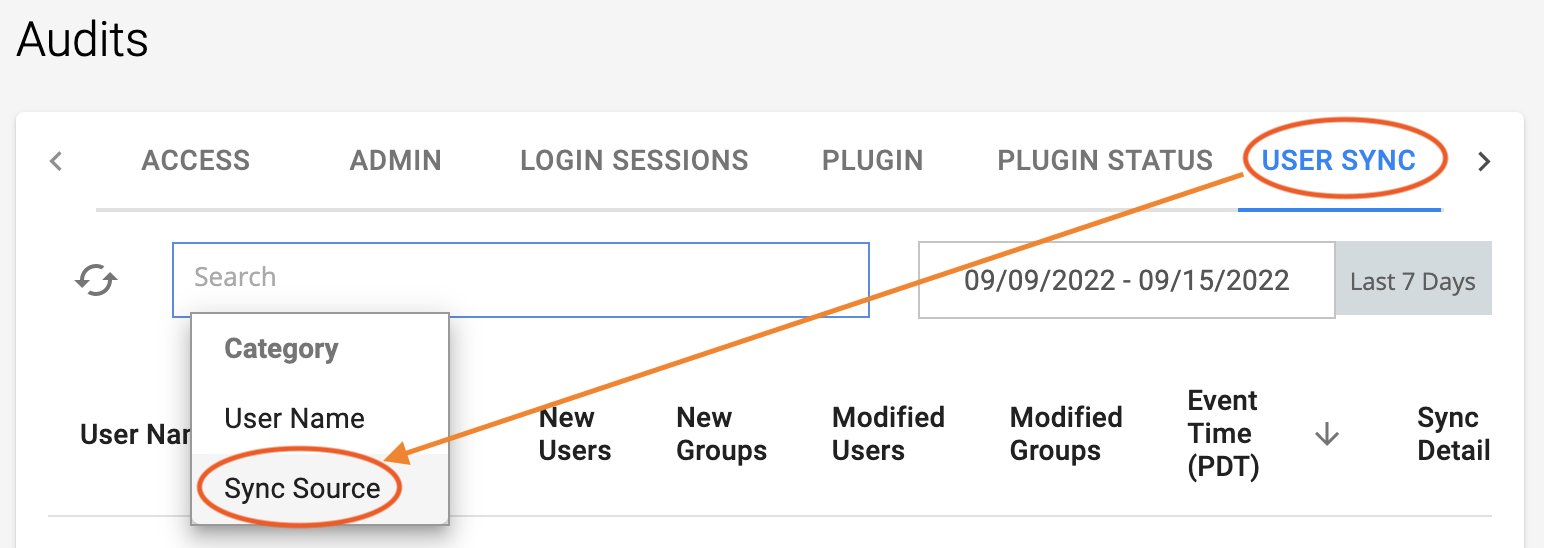 Audits
ACCESS ADMIN LOGIN SESSIONS PLUGIN PLUGIN STATUS USER SYNC
Search
09/09/2022 - 09/15/2022
Last 7 Days
Category
User Name
Sync Source
User
New
Users
New
Groups
Modified
Users
Modified
Groups
Event
Time
(PDT)
Sync
Detail